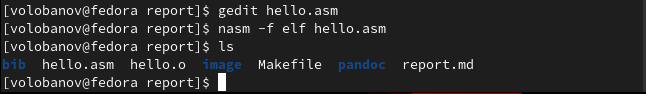 [volobanov@fedora report]$ gedit hello.asm
[volobanov@fedora report]$ nasm -f elf hello.asm
[volobanov@fedora report]$ ls
bib  hello.asm  hello.o  image  Makefile  pandoc  report.md
[volobanov@fedora report]$